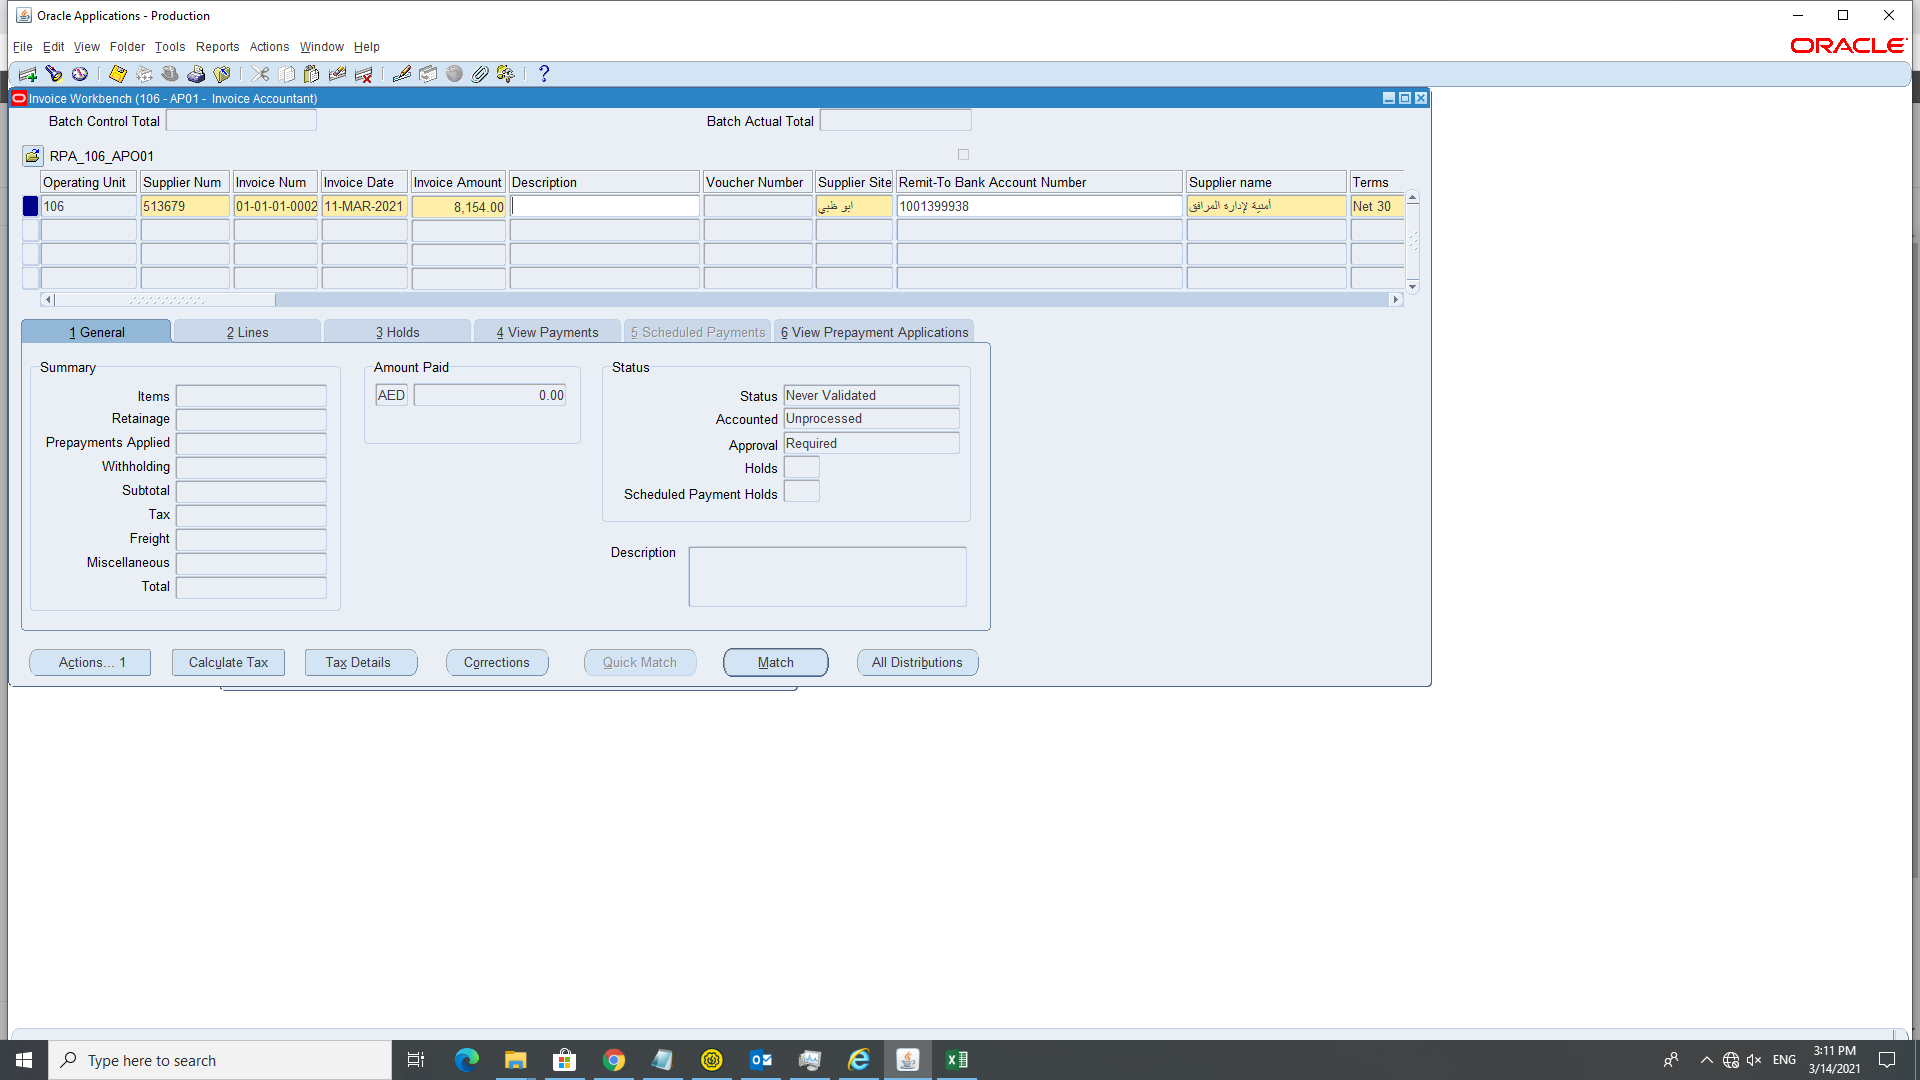 Oracle Applications - Production
File Edit View Folder Tools Reports Actions Window Help
ORACLE
Invoice Workbench (106 - AP01 - Invoice Accountant)
Batch Control Total
Batch Actual Total
RPA_106_APO01
Operating Unit Supplier Num Invoice Num Invoice Date Invoice Amount Description Voucher Number Supplier Site Remit-To Bank Account Number Supplier name Terms
106 513679 01-01-01-0002 11-MAR-2021 8,154.00 ابو ظبي 1001399938 أمنية لإدارة المرافق Net 30
1 General 2 Lines 3 Holds 4 View Payments 5 Scheduled Payments 6 View Prepayment Applications
Summary
Items
Retainage
Prepayments Applied
Withholding
Subtotal
Tax
Freight
Miscellaneous
Total
Amount Paid
AED 0.00
Status
Status Never Validated
Accounted Unprocessed
Approval Required
Holds
Scheduled Payment Holds
Description
Actions... 1 Calculate Tax Tax Details Corrections Quick Match Match All Distributions
Type here to search
ENG
3:11 PM
3/14/2021